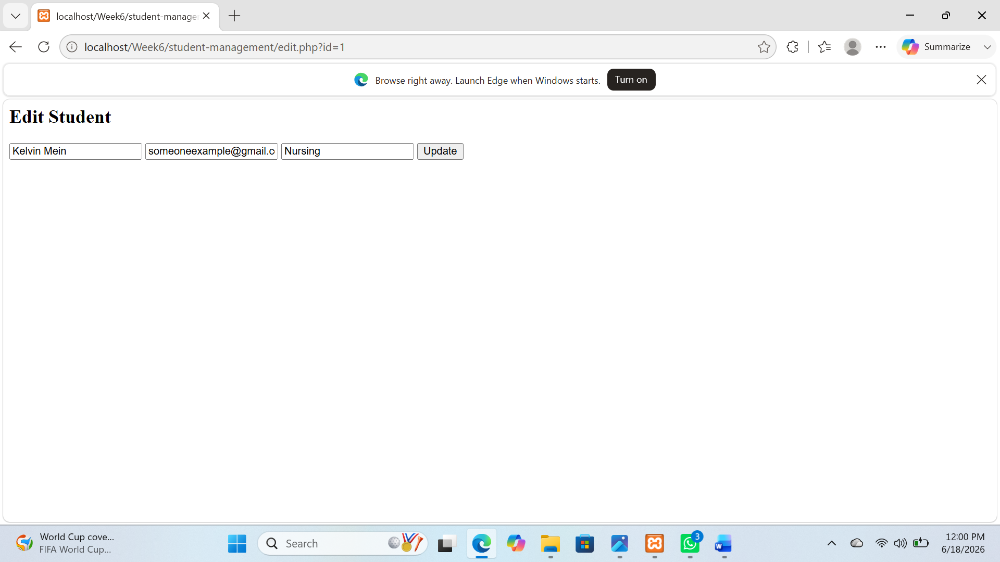 localhost/Week6/student-manage
localhost/Week6/student-management/edit.php?id=1
Summarize
Browse right away. Launch Edge when Windows starts.
Turn on
Edit Student
Kelvin Mein
someoneexample@gmail.c
Nursing
Update
World Cup cove...
FIFA World Cup...
Search
3
12:00 PM
6/18/2026